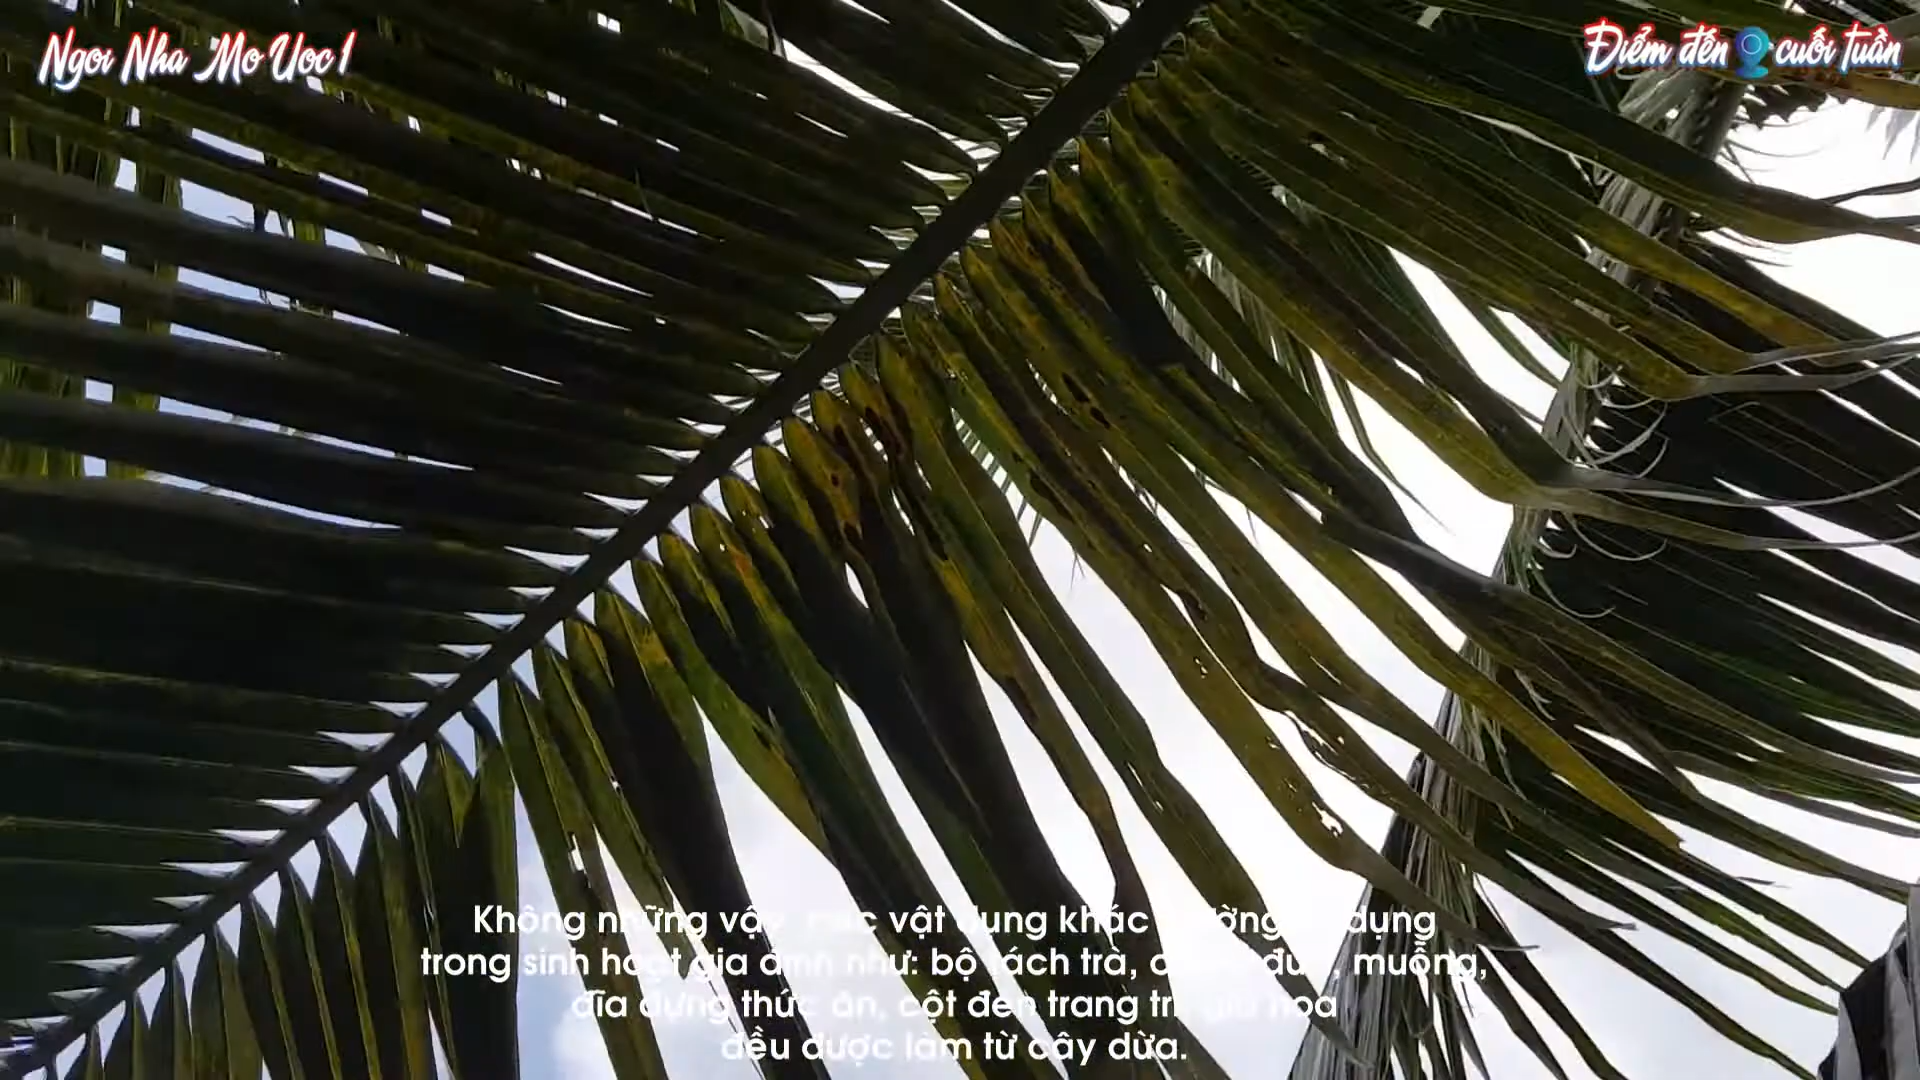 Ngoi Nha Mo Uoc 1
Điểm đến cuối tuần
Không những vậy các vật dụng khác dụng
trong sinh hoạt gia đình như: bộ tách trà, muỗng,
đĩa đựng thức ăn, cột đèn trang trí hoa
đều được làm từ cây dừa.